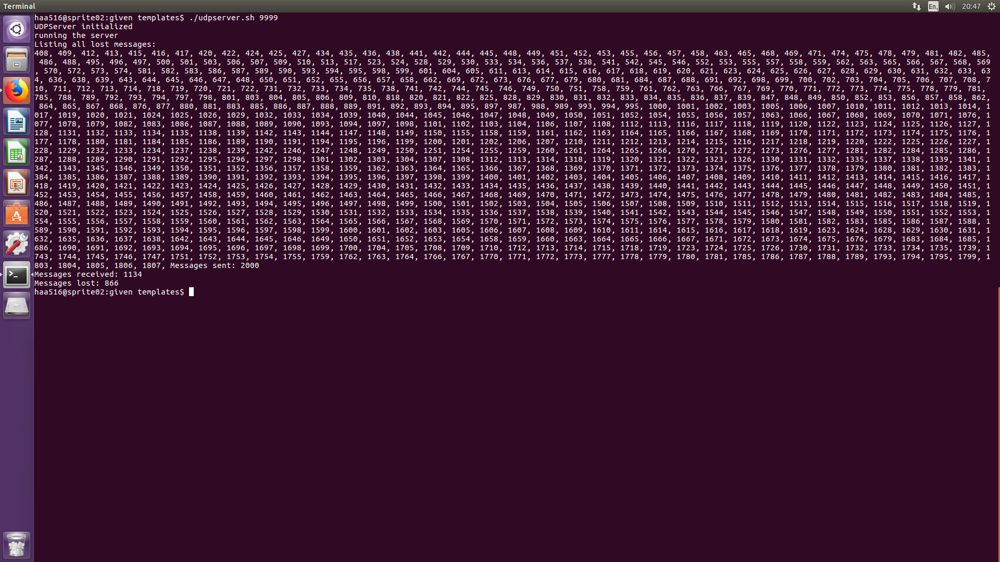 Terminal
En1 20:47
haa516@sprite02:given templates$ ./udpserver.sh 9999
UDPServer initialized
running the server
Listing all lost messages:
408, 409, 412, 413, 415, 416, 417, 420, 422, 424, 425, 427, 434, 435, 436, 438, 441, 442, 444, 445, 448, 449, 451, 452, 453, 455, 456, 457, 458, 463, 465, 468, 469, 471, 474, 475, 478, 479, 481, 482, 485,
486, 488, 495, 496, 497, 500, 501, 503, 506, 507, 509, 510, 513, 517, 523, 524, 528, 529, 530, 533, 534, 536, 537, 538, 541, 542, 545, 546, 552, 553, 555, 557, 558, 559, 562, 563, 565, 566, 567, 568, 569
, 570, 572, 573, 574, 581, 582, 583, 586, 587, 589, 590, 593, 594, 595, 598, 599, 601, 604, 605, 611, 613, 614, 615, 616, 617, 618, 619, 620, 621, 623, 624, 625, 626, 627, 628, 629, 630, 631, 632, 633, 63
4, 636, 638, 639, 643, 644, 645, 646, 647, 648, 650, 651, 652, 655, 656, 657, 658, 662, 669, 672, 673, 676, 677, 679, 680, 681, 684, 687, 688, 691, 692, 698, 699, 700, 702, 703, 704, 705, 706, 707, 708, 7
10, 711, 712, 713, 714, 718, 719, 720, 721, 722, 731, 732, 733, 734, 735, 738, 741, 742, 744, 745, 746, 749, 750, 751, 758, 759, 761, 762, 763, 766, 767, 769, 770, 771, 772, 773, 774, 775, 778, 779, 781,
785, 788, 789, 792, 793, 794, 797, 798, 801, 803, 804, 805, 806, 809, 810, 818, 820, 821, 822, 825, 828, 829, 830, 831, 832, 833, 834, 835, 836, 837, 839, 847, 848, 849, 850, 852, 853, 856, 857, 858, 862,
864, 865, 867, 868, 876, 877, 880, 881, 883, 885, 886, 887, 888, 889, 891, 892, 893, 894, 895, 897, 987, 988, 989, 993, 994, 995, 1000, 1001, 1002, 1003, 1005, 1006, 1007, 1010, 1011, 1012, 1013, 1014, 1
017, 1019, 1020, 1021, 1024, 1025, 1026, 1029, 1032, 1033, 1034, 1039, 1040, 1044, 1045, 1046, 1047, 1048, 1049, 1050, 1051, 1052, 1054, 1055, 1056, 1057, 1063, 1066, 1067, 1068, 1069, 1070, 1071, 1076, 1
077, 1078, 1079, 1082, 1083, 1086, 1087, 1088, 1089, 1090, 1093, 1094, 1097, 1098, 1101, 1102, 1103, 1104, 1106, 1107, 1108, 1112, 1113, 1116, 1117, 1118, 1119, 1120, 1122, 1123, 1124, 1125, 1126, 1127, 1
128, 1131, 1132, 1133, 1134, 1135, 1138, 1139, 1142, 1143, 1144, 1147, 1148, 1149, 1150, 1155, 1158, 1159, 1161, 1162, 1163, 1164, 1165, 1166, 1167, 1168, 1169, 1170, 1171, 1172, 1173, 1174, 1175, 1176, 1
177, 1178, 1180, 1181, 1184, 1185, 1186, 1189, 1190, 1191, 1194, 1195, 1196, 1199, 1200, 1201, 1202, 1206, 1207, 1210, 1211, 1212, 1213, 1214, 1215, 1216, 1217, 1218, 1219, 1220, 1222, 1225, 1226, 1227, 1
228, 1229, 1232, 1233, 1234, 1237, 1238, 1239, 1242, 1246, 1247, 1248, 1249, 1250, 1251, 1254, 1255, 1259, 1260, 1261, 1264, 1265, 1266, 1270, 1271, 1272, 1273, 1276, 1277, 1281, 1282, 1284, 1285, 1286, 1
287, 1288, 1289, 1290, 1291, 1292, 1295, 1296, 1297, 1298, 1301, 1302, 1303, 1304, 1307, 1308, 1312, 1313, 1314, 1318, 1319, 1320, 1321, 1322, 1323, 1326, 1330, 1331, 1332, 1335, 1337, 1338, 1339, 1341, 1
342, 1343, 1345, 1346, 1349, 1350, 1351, 1352, 1356, 1357, 1358, 1359, 1362, 1363, 1364, 1365, 1366, 1367, 1368, 1369, 1370, 1371, 1372, 1373, 1374, 1375, 1376, 1377, 1378, 1379, 1380, 1381, 1382, 1383, 1
384, 1385, 1386, 1387, 1388, 1389, 1390, 1391, 1392, 1393, 1394, 1395, 1396, 1397, 1398, 1399, 1400, 1401, 1402, 1403, 1404, 1405, 1406, 1407, 1408, 1409, 1410, 1411, 1412, 1413, 1414, 1415, 1416, 1417, 1
418, 1419, 1420, 1421, 1422, 1423, 1424, 1425, 1426, 1427, 1428, 1429, 1430, 1431, 1432, 1433, 1434, 1435, 1436, 1437, 1438, 1439, 1440, 1441, 1442, 1443, 1444, 1445, 1446, 1447, 1448, 1449, 1450, 1451, 1
452, 1453, 1454, 1455, 1456, 1457, 1458, 1459, 1460, 1461, 1462, 1463, 1464, 1465, 1466, 1467, 1468, 1469, 1470, 1471, 1472, 1473, 1474, 1475, 1476, 1477, 1478, 1479, 1480, 1481, 1482, 1483, 1484, 1485, 1
486, 1487, 1488, 1489, 1490, 1491, 1492, 1493, 1494, 1495, 1496, 1497, 1498, 1499, 1500, 1501, 1502, 1503, 1504, 1505, 1506, 1507, 1508, 1509, 1510, 1511, 1512, 1513, 1514, 1515, 1516, 1517, 1518, 1519, 1
520, 1521, 1522, 1523, 1524, 1525, 1526, 1527, 1528, 1529, 1530, 1531, 1532, 1533, 1534, 1535, 1536, 1537, 1538, 1539, 1540, 1541, 1542, 1543, 1544, 1545, 1546, 1547, 1548, 1549, 1550, 1551, 1552, 1553, 1
554, 1555, 1556, 1557, 1558, 1559, 1560, 1561, 1562, 1563, 1564, 1565, 1566, 1567, 1568, 1569, 1570, 1571, 1572, 1573, 1574, 1575, 1576, 1577, 1578, 1579, 1580, 1581, 1582, 1583, 1585, 1586, 1587, 1588, 1
589, 1590, 1591, 1592, 1593, 1594, 1595, 1596, 1597, 1598, 1599, 1600, 1601, 1602, 1603, 1605, 1606, 1607, 1608, 1609, 1610, 1611, 1614, 1615, 1616, 1617, 1618, 1619, 1623, 1624, 1628, 1629, 1630, 1631, 1
632, 1635, 1636, 1637, 1638, 1642, 1643, 1644, 1645, 1646, 1649, 1650, 1651, 1652, 1653, 1654, 1658, 1659, 1660, 1663, 1664, 1665, 1666, 1667, 1671, 1672, 1673, 1674, 1675, 1676, 1679, 1683, 1684, 1685, 1
686, 1690, 1691, 1692, 1693, 1694, 1695, 1696, 1697, 1698, 1699, 1700, 1704, 1705, 1708, 1709, 1710, 1712, 1713, 1714, 1715, 1718, 1719, 1723, 1724, 1725, 1726, 1730, 1731, 1732, 1733, 1734, 1735, 1739, 1
743, 1744, 1745, 1746, 1747, 1751, 1752, 1753, 1754, 1755, 1759, 1762, 1763, 1764, 1766, 1767, 1770, 1771, 1772, 1773, 1777, 1778, 1779, 1780, 1781, 1785, 1786, 1787, 1788, 1789, 1793, 1794, 1795, 1799, 1
803, 1804, 1805, 1806, 1807, Messages sent: 2000
Messages received: 1134
Messages lost: 866
haa516@sprite02:given templates$